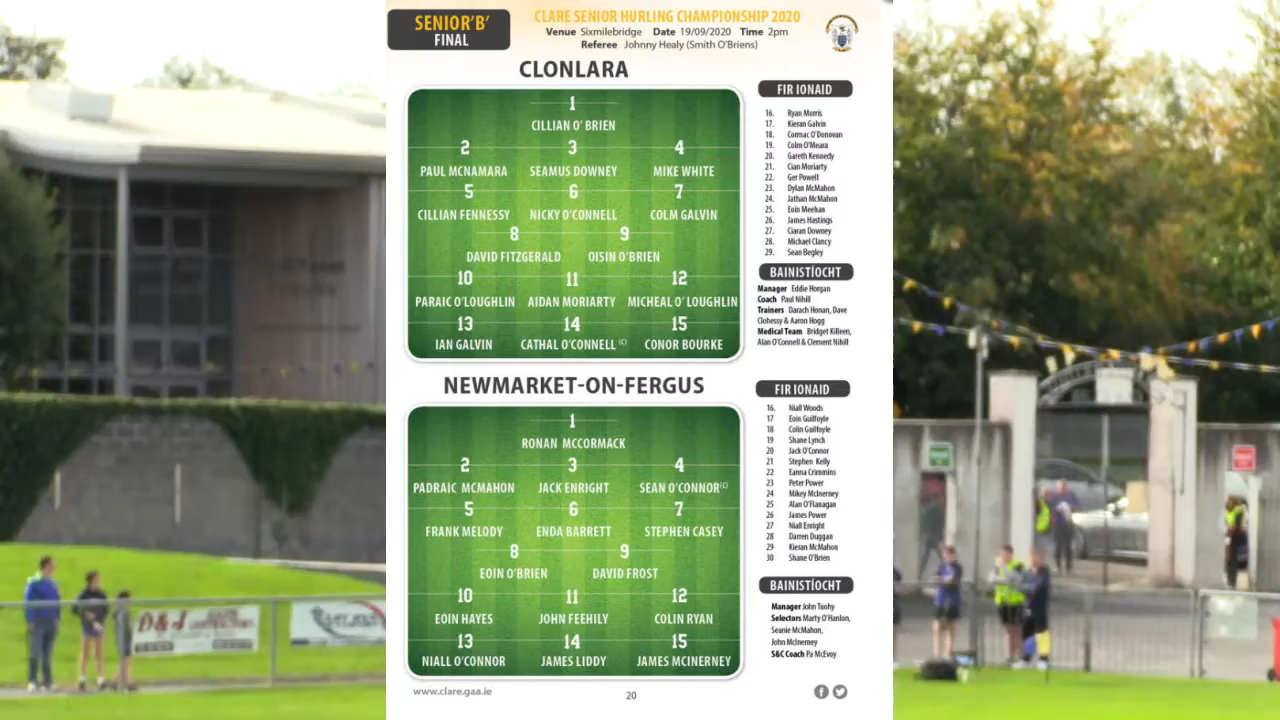 SENIOR'B'
FINAL
CLARE SENIOR HURLING CHAMPIONSHIP 2020
Venue Sixmilebridge Date 19/09/2020 Time 2pm
Referee Johnny Healy (Smith O'Briens)
CLONLARA
1
CILLIAN O' BRIEN
2 3 4
PAUL MCNAMARA SEAMUS DOWNEY MIKE WHITE
5 6 7
CILLIAN FENNESSY NICKY O'CONNELL COLM GALVIN
8 9
DAVID FITZGERALD OISIN O'BRIEN
10 11 12
PARAIC O'LOUGHLIN AIDAN MORIARTY MICHEAL O' LOUGHLIN
13 14 15
IAN GALVIN CATHAL O'CONNELL (C) CONOR BOURKE
FIR IONAID
16. Ryan Morris
17. Kieran Galvin
18. Cormac O'Donovan
19. Colm O'Meara
20. Gareth Kennedy
21. Cian Moriarty
22. Ger Powell
23. Dylan McMahon
24. Jathan McMahon
25. Eoin Meehan
26. James Hastings
27. Ciaran Downey
28. Michael Clancy
29. Sean Begley
BAINISTÍOCHT
Manager Eddie Horgan
Coach Paul Nihill
Trainers Darach Honan, Dave
Clohessy & Aaron Hogg
Medical Team Bridget Killeen,
Alan O'Connell & Clement Nihill
NEWMARKET-ON-FERGUS
1
RONAN MCCORMACK
2 3 4
PADRAIC MCMAHON JACK ENRIGHT SEAN O'CONNOR(C)
5 6 7
FRANK MELODY ENDA BARRETT STEPHEN CASEY
8 9
EOIN O'BRIEN DAVID FROST
10 11 12
EOIN HAYES JOHN FEEHILY COLIN RYAN
13 14 15
NIALL O'CONNOR JAMES LIDDY JAMES MCINERNEY
FIR IONAID
16. Niall Woods
17 Eoin Guilfoyle
18 Colin Guilfoyle
19 Shane Lynch
20 Jack O'Connor
21 Stephen Kelly
22 Eanna Crimmins
23 Peter Power
24 Mikey McInerney
25 Alan O'Flanagan
26 James Power
27 Niall Enright
28 Darren Duggan
29 Kieran McMahon
30 Shane O'Brien
BAINISTÍOCHT
Manager John Tuohy
Selectors Marty O'Hanlon,
Seanie McMahon,
John McInerney
S&C Coach Pa McEvoy
www.clare.gaa.ie
20
D & J